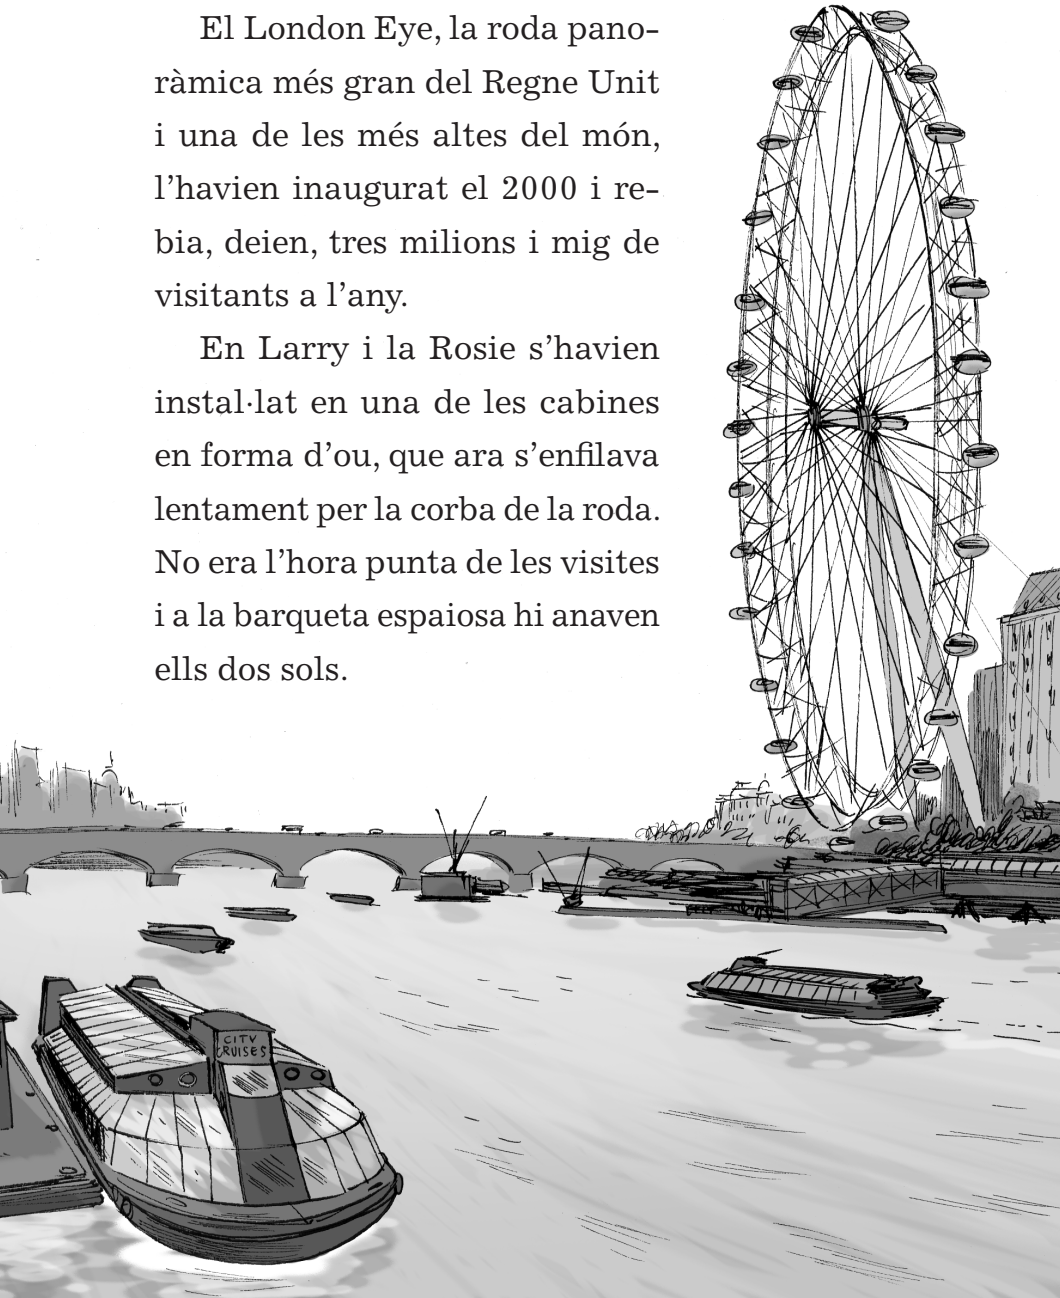 El London Eye, la roda pano-
ràmica més gran del Regne Unit
i una de les més altes del món,
l’havien inaugurat el 2000 i re-
bia, deien, tres milions i mig de
visitants a l’any.
En Larry i la Rosie s’havien
instal·lat en una de les cabines
en forma d’ou, que ara s’enfilava
lentament per la corba de la roda.
No era l’hora punta de les visites
i a la barqueta espaiosa hi anaven
ells dos sols.
CITY
CRUISES